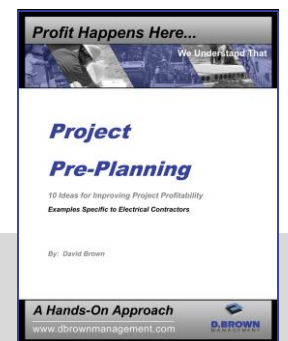 Profit Happens Here...
We Understand That
Project
Pre-Planning
10 Ideas for Improving Project Profitability
Examples Specific to Electrical Contractors
By: David Brown
A Hands-On Approach
www.dbrownmanagement.com
D.BROWN
MANAGEMENT